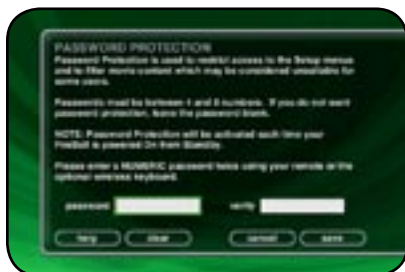 PASSWORD PROTECTION
Password Protection is used to restrict access to the Setup menus
and to filter movie content which may be considered unsuitable for
some users.
Passwords must be between 1 and 8 numbers. If you do not want
password protection, leave the password blank.
NOTE: Password Protection will be activated each time your
FireBall is powered On from Standby.
Please enter a NUMERIC password twice using your remote or the
optional wireless keyboard.
password verify
help clear cancel save